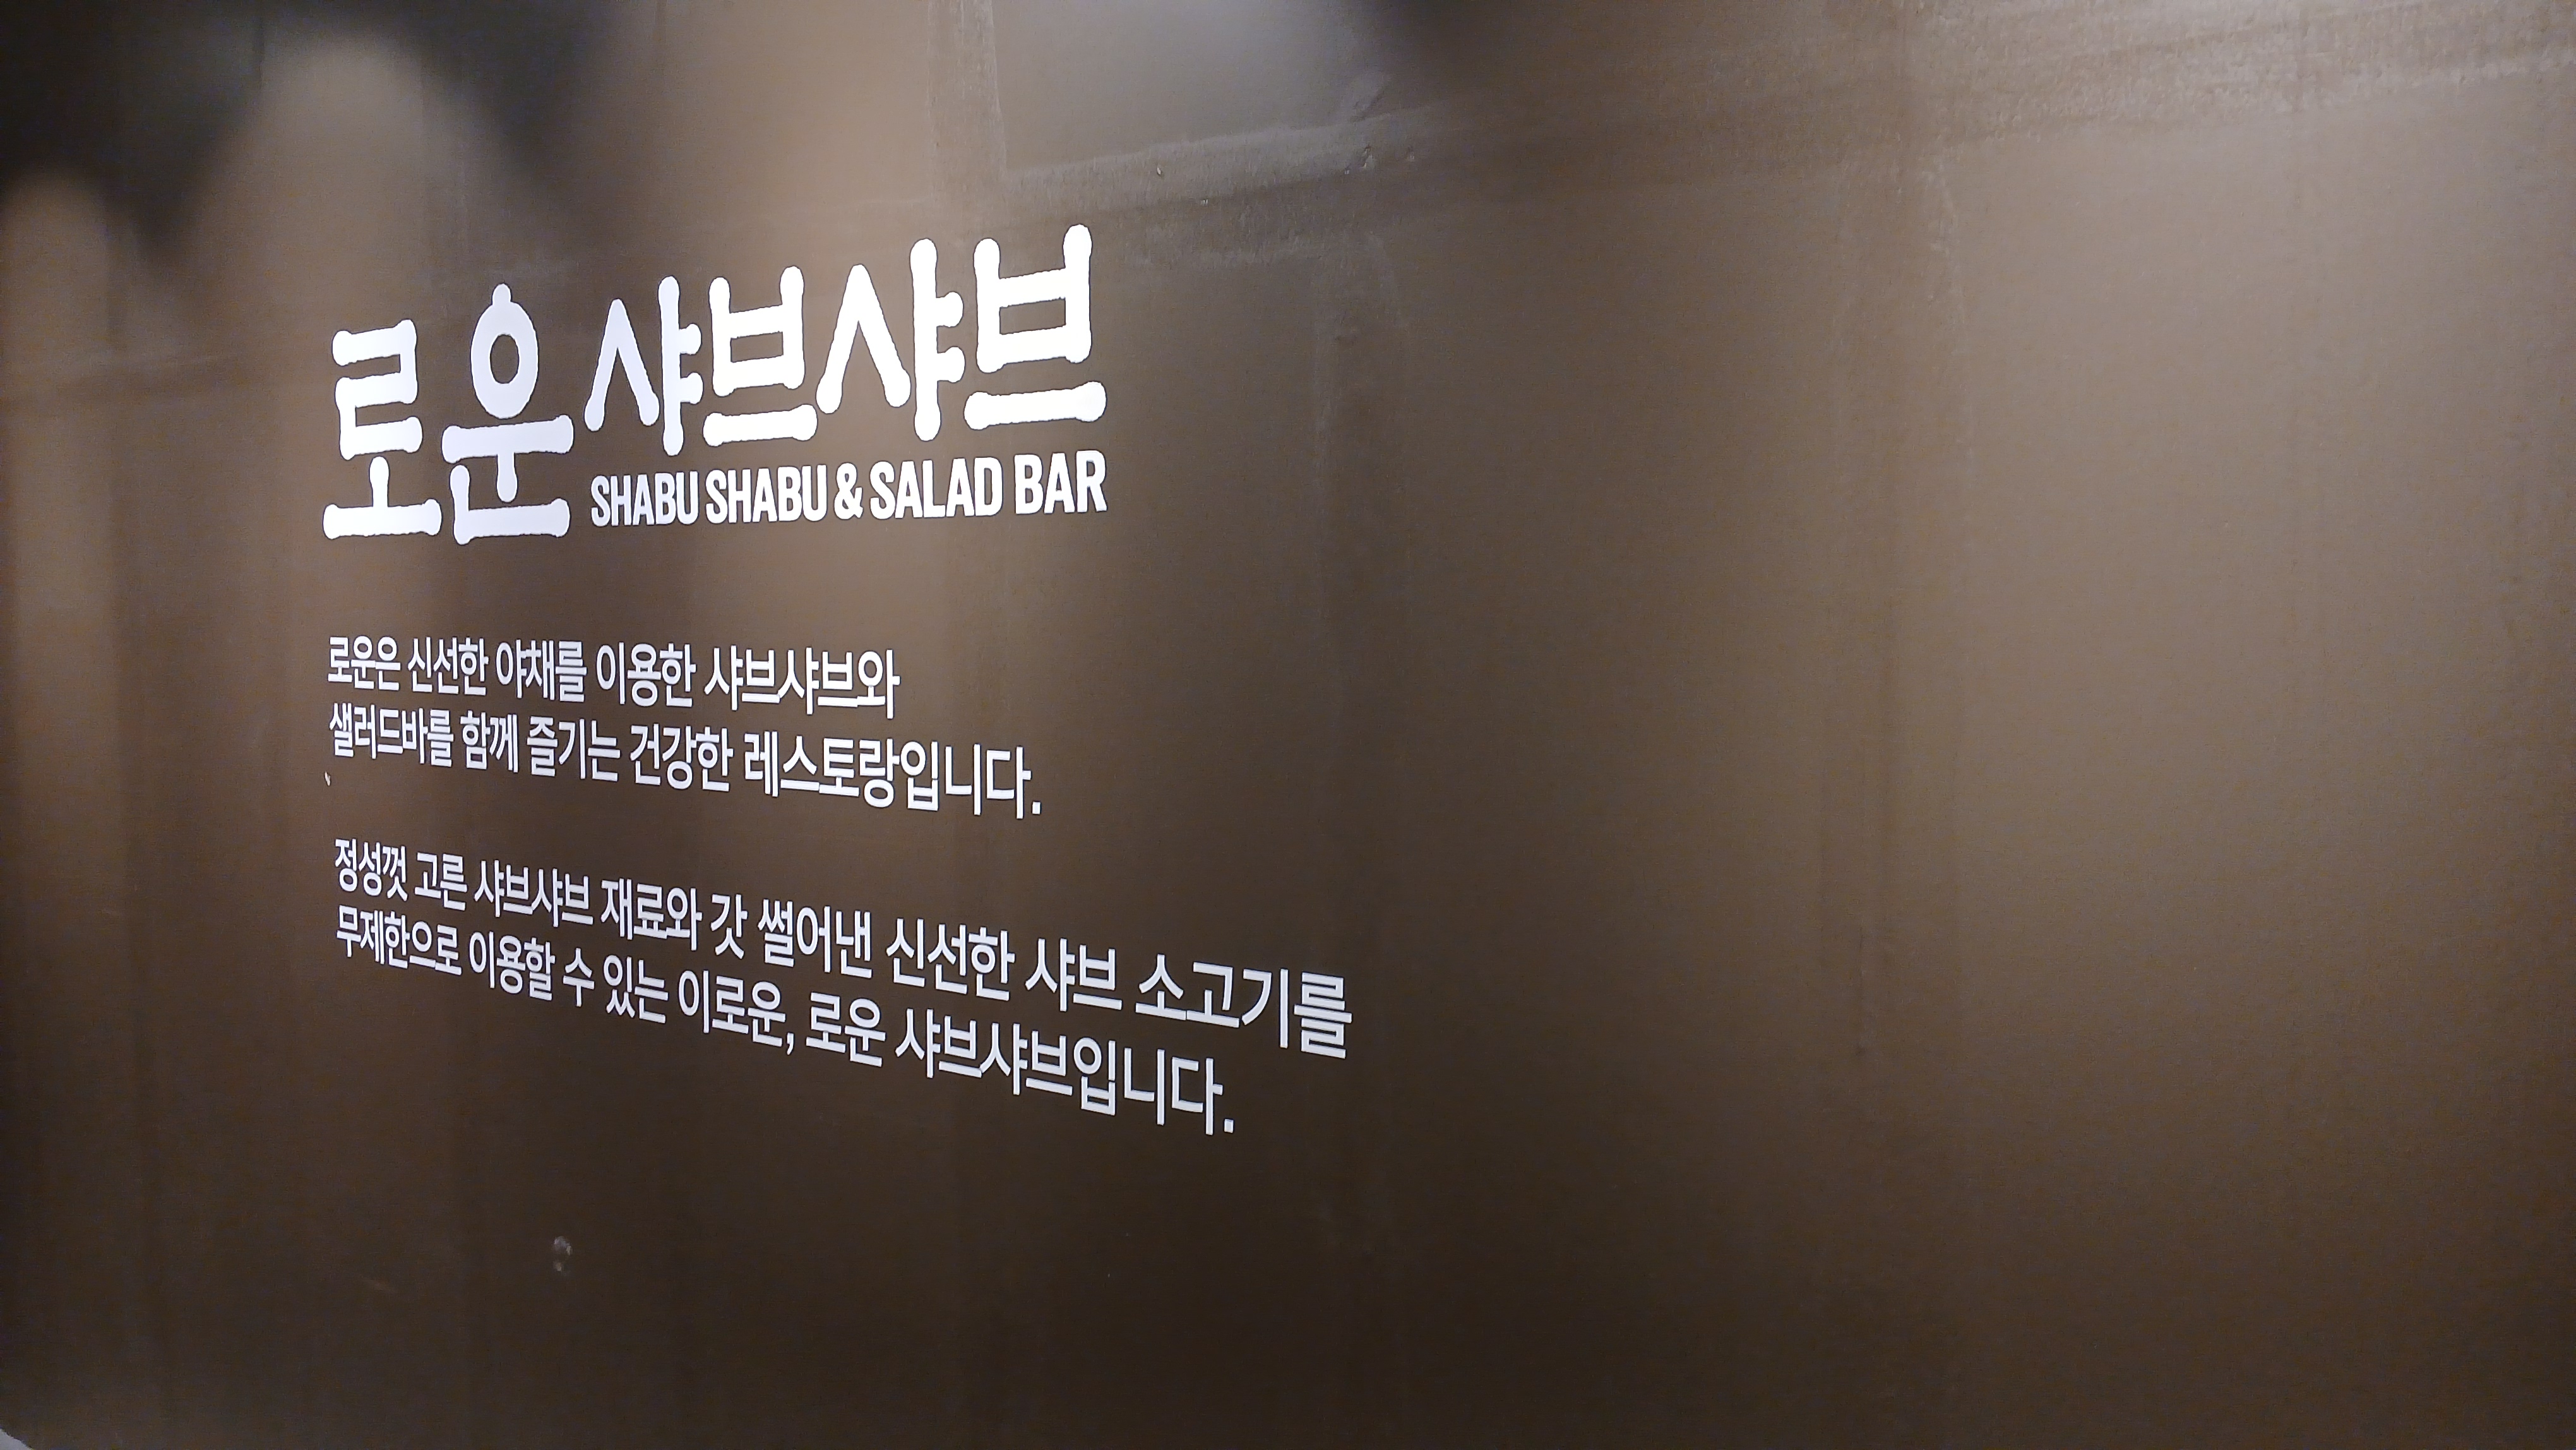 로운 샤브샤브
SHABU SHABU & SALAD BAR
로운은 신선한 야채를 이용한 샤브샤브와
샐러드바를 함께 즐기는 건강한 레스토랑입니다.
정성껏 고른 샤브샤브 재료와 갓 썰어낸 신선한 샤브 소고기를
무제한으로 이용할 수 있는 이로운, 로운 샤브샤브입니다.